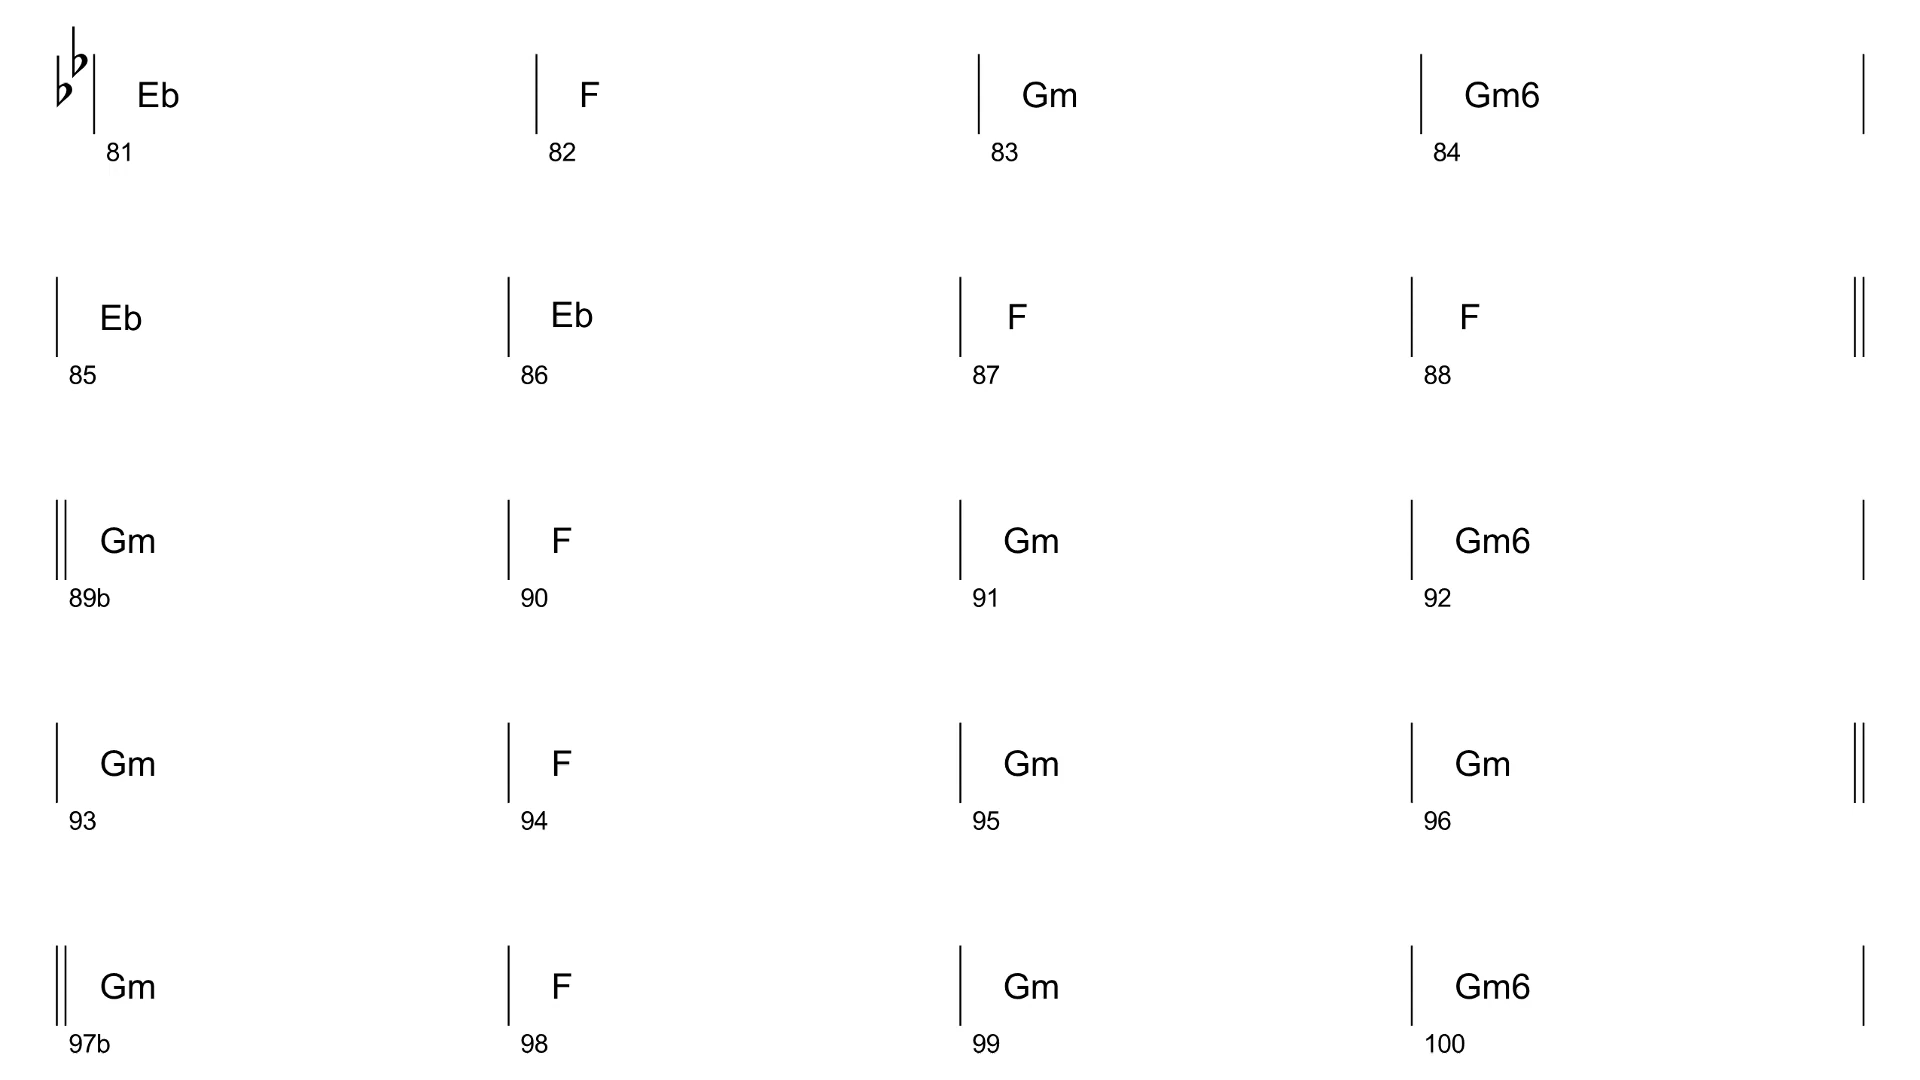 Eb F Gm Gm6
81 82 83 84
Eb Eb F F
85 86 87 88
Gm F Gm Gm6
89b 90 91 92
Gm F Gm Gm
93 94 95 96
Gm F Gm Gm6
97b 98 99 100